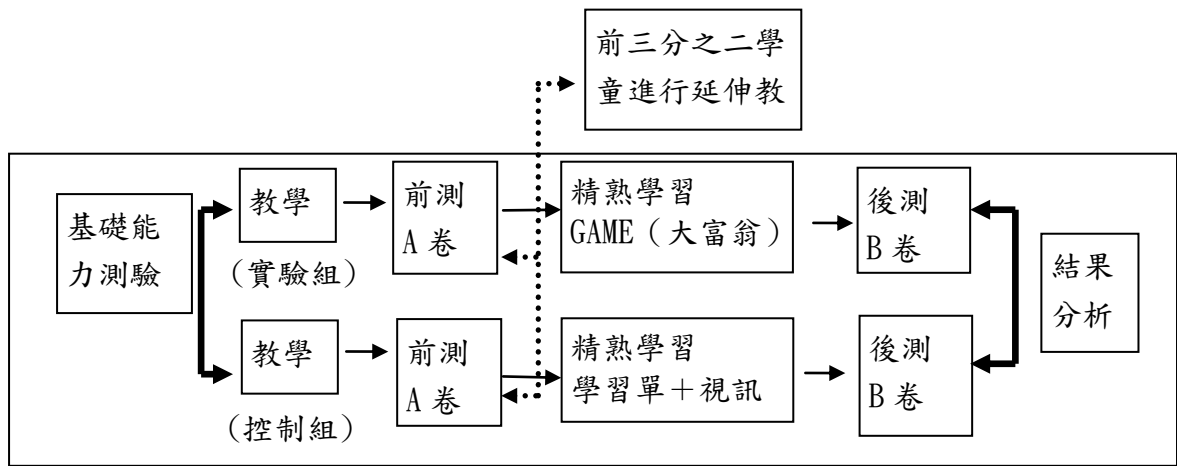 前三分之二學
童進行延伸教
基礎能
力測驗
教學
(實驗組)
前測
A 卷
精熟學習
GAME（大富翁）
後測
B 卷
教學
(控制組)
前測
A 卷
精熟學習
學習單＋視訊
後測
B 卷
結果
分析